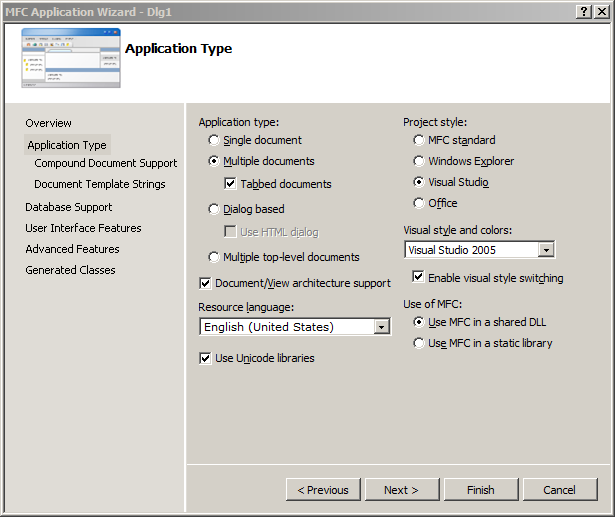 MFC Application Wizard - Dlg1
Application Type
Overview
Application Type
Compound Document Support
Document Template Strings
Database Support
User Interface Features
Advanced Features
Generated Classes
Application type:
Single document
Multiple documents
Tabbed documents
Dialog based
Use HTML dialog
Multiple top-level documents
Document/View architecture support
Resource language:
English (United States)
Use Unicode libraries
Project style:
MFC standard
Windows Explorer
Visual Studio
Office
Visual style and colors:
Visual Studio 2005
Enable visual style switching
Use of MFC:
Use MFC in a shared DLL
Use MFC in a static library
< Previous
Next >
Finish
Cancel